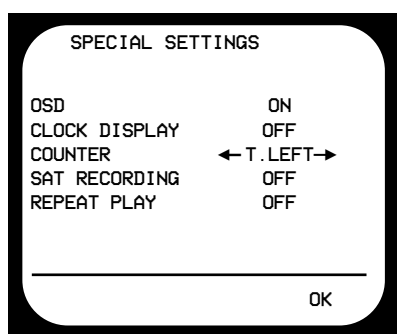 SPECIAL SETTINGS
OSD ON
CLOCK DISPLAY OFF
COUNTER ←T.LEFT→
SAT RECORDING OFF
REPEAT PLAY OFF
OK